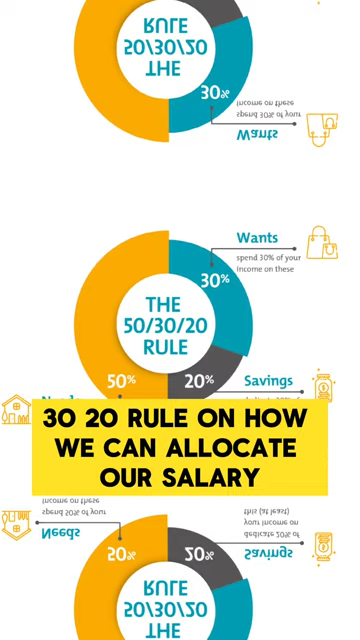 RULE
50/30/20
THE
30%
income on these
spend 30% of your
Wants
Wants
spend 30% of your
income on these
30%
THE
50/30/20
RULE
50%
20%
Savings
30 20 RULE ON HOW
WE CAN ALLOCATE
OUR SALARY
income on these
spend 50% of your
Needs
50%
20%
this (at least)
your income on
dedicate 20% of
Savings
RULE
50/30/20
THE